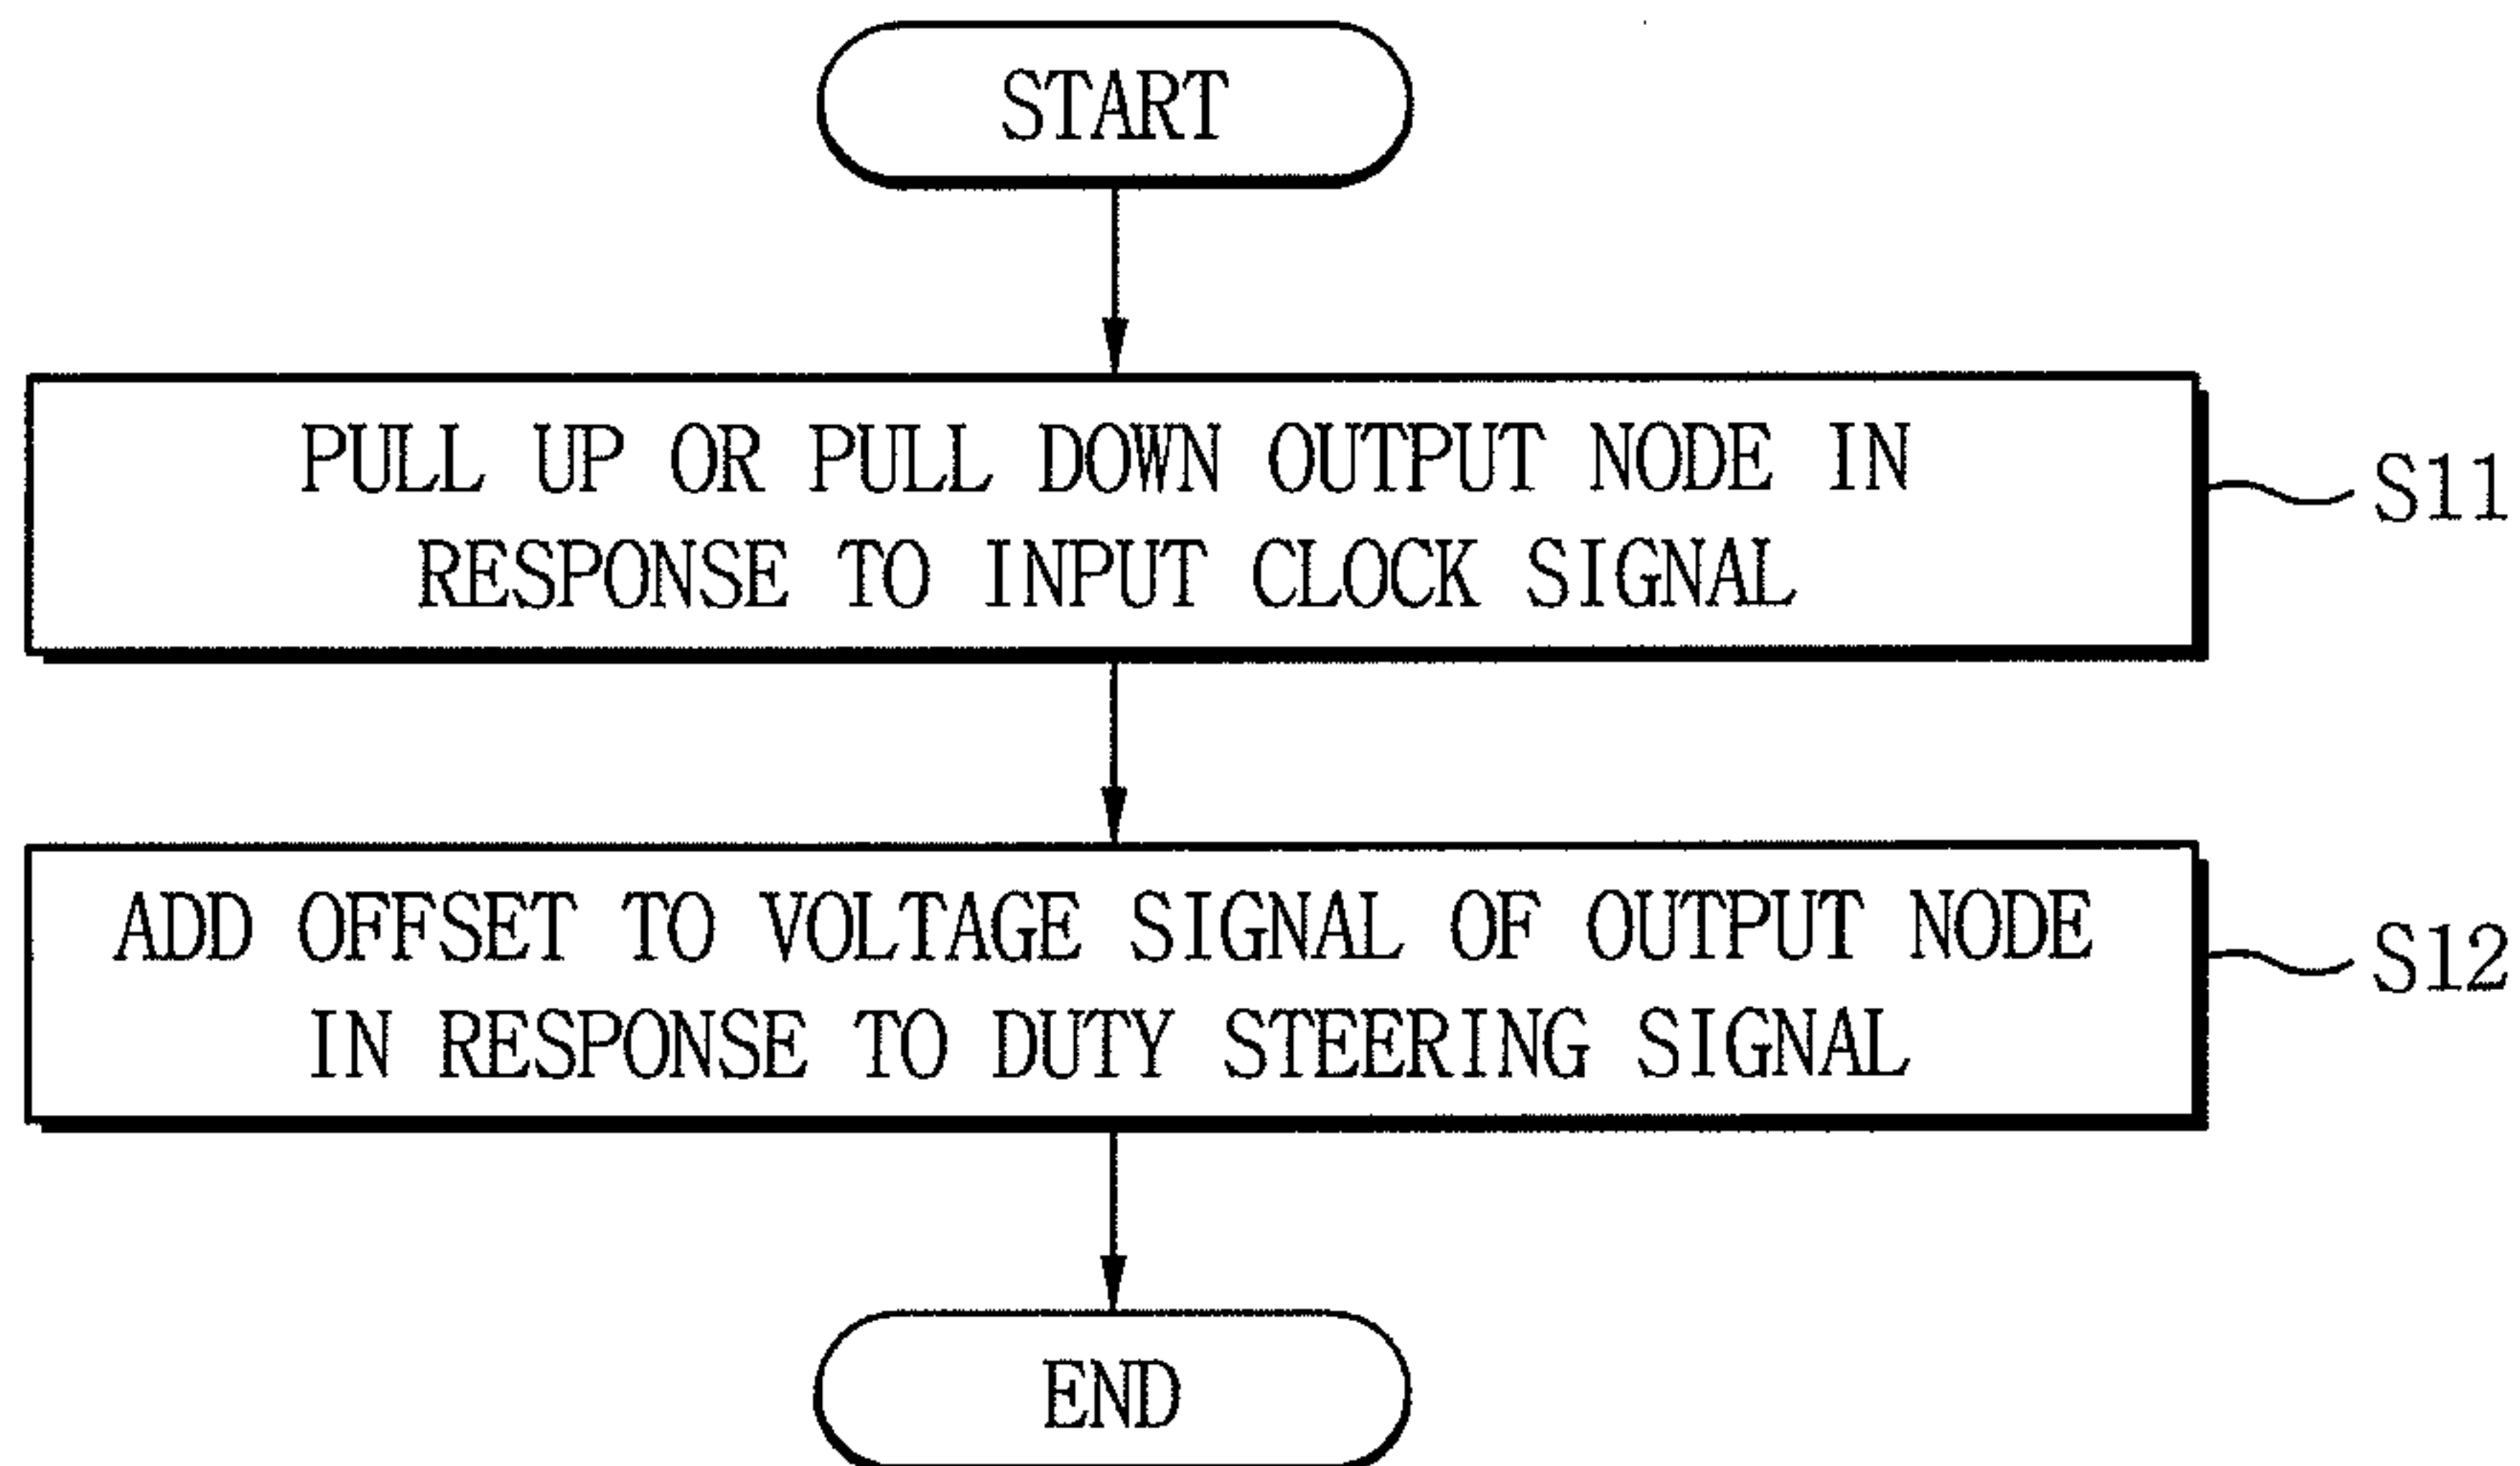 START
PULL UP OR PULL DOWN OUTPUT NODE IN
RESPONSE TO INPUT CLOCK SIGNAL
S11
ADD OFFSET TO VOLTAGE SIGNAL OF OUTPUT NODE
IN RESPONSE TO DUTY STEERING SIGNAL
S12
END